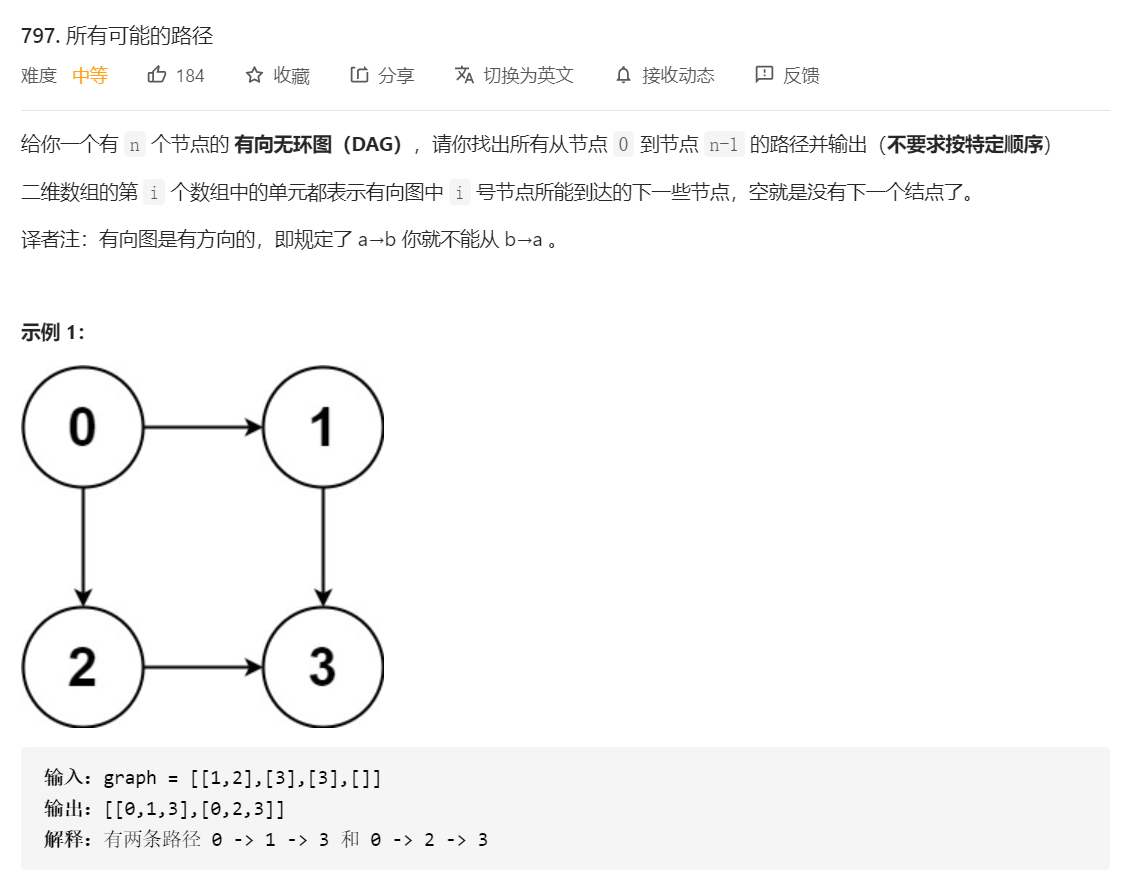 797. 所有可能的路径
难度 中等 184 收藏 分享 切换为英文 接收动态 反馈
给你一个有 n 个节点的 有向无环图（DAG），请你找出所有从节点 0 到节点 n-1 的路径并输出（不要求按特定顺序）
二维数组的第 i 个数组中的单元都表示有向图中 i 号节点所能到达的下一些节点，空就是没有下一个结点了。
译者注：有向图是有方向的，即规定了 a→b 你就不能从 b→a 。
示例 1：
0 1
2 3
输入：graph = [[1,2],[3],[3],[]]
输出：[[0,1,3],[0,2,3]]
解释：有两条路径 0 -> 1 -> 3 和 0 -> 2 -> 3